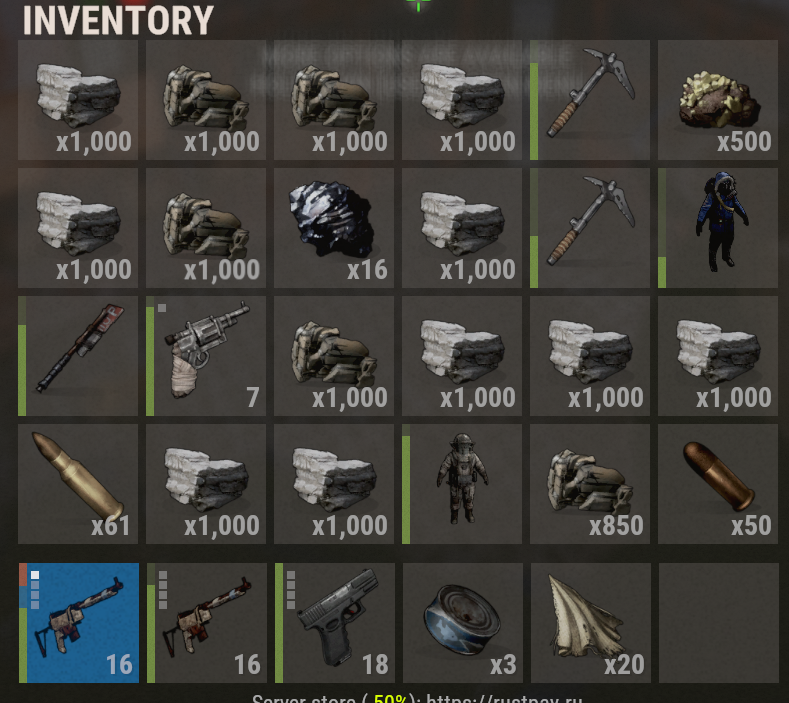 INVENTORY
x1,000 x1,000 x1,000 x1,000 x500
x1,000 x1,000 x16 x1,000
7 x1,000 x1,000 x1,000 x1,000
x61 x1,000 x1,000 x850 x50
16 16 18 x3 x20
Server store (-50%): https://rustpay.ru